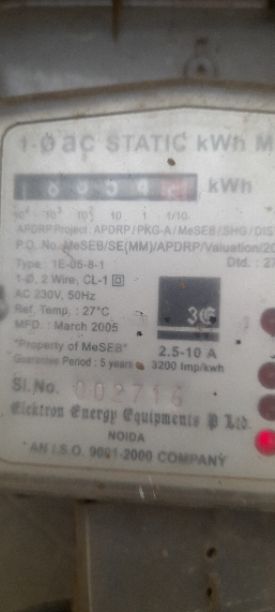 1-Ø aC STATIC kWh M
kWh
10⁴ 10³ 10² 10 1 1/10
APDRP Project : APDRP / PKG-A / MeSEB / SHG / DIS
P.O. No. MeSEB/SE(MM)/APDRP/Valuation/20
Dtd. : 27
Type : 1E-05-8-1
1-Ø, 2 Wire, CL-1
AC 230V, 50Hz
Ref. Temp. : 27°C
MFD. : March 2005
"Property of MeSEB"
2.5-10 A
Guarantee Period : 5 years
3200 Imp/kwh
Sl.No. 002716
Elektron Energy Equipments P Ltd.
NOIDA
AN I.S.O. 9001-2000 COMPANY